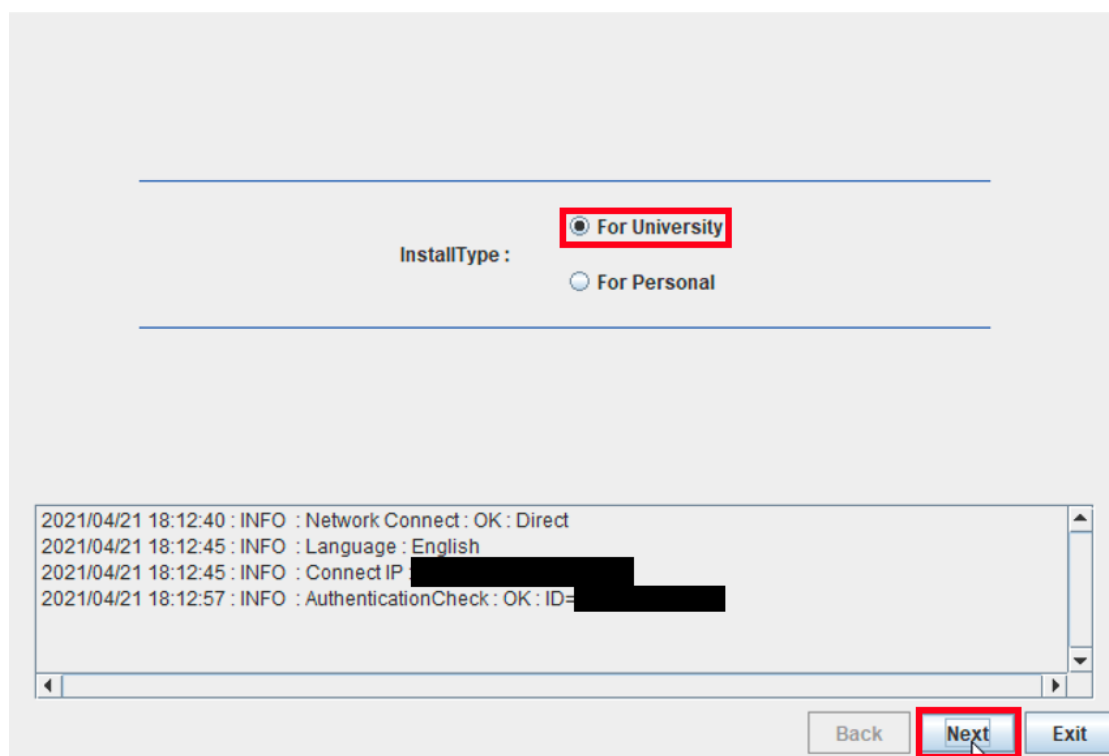 For University
InstallType :
For Personal
2021/04/21 18:12:40 : INFO : Network Connect : OK : Direct
2021/04/21 18:12:45 : INFO : Language : English
2021/04/21 18:12:45 : INFO : Connect IP :
2021/04/21 18:12:57 : INFO : AuthenticationCheck : OK : ID=
Back Next Exit